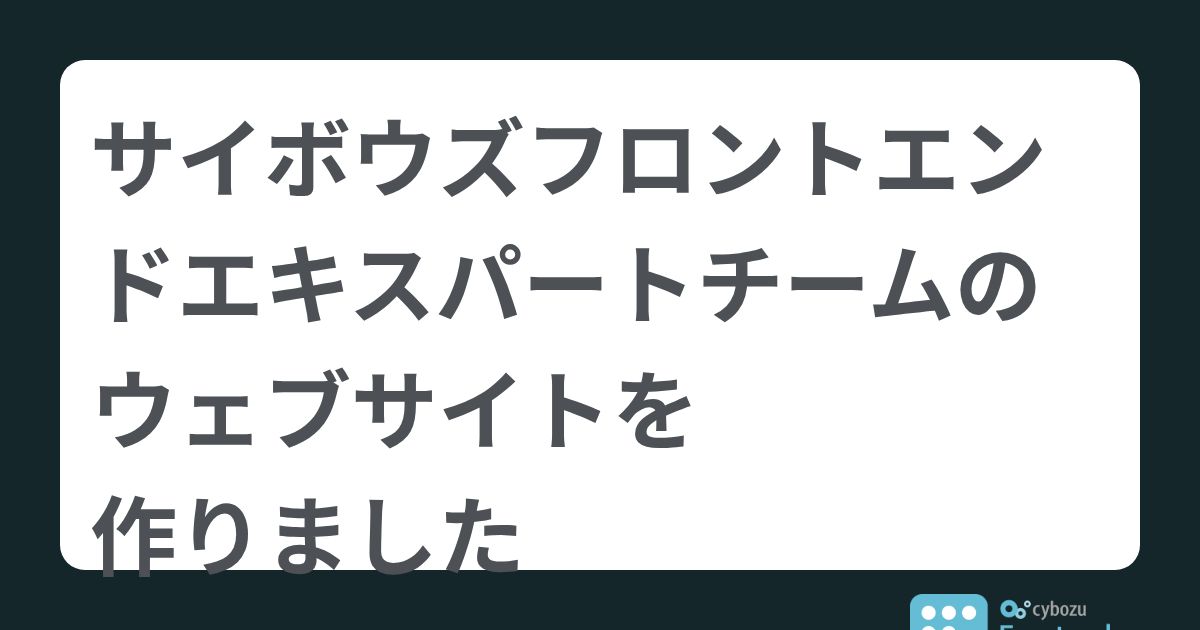 サイボウズフロントエン
ドエキスパートチームの
ウェブサイトを
作りました
cybozu